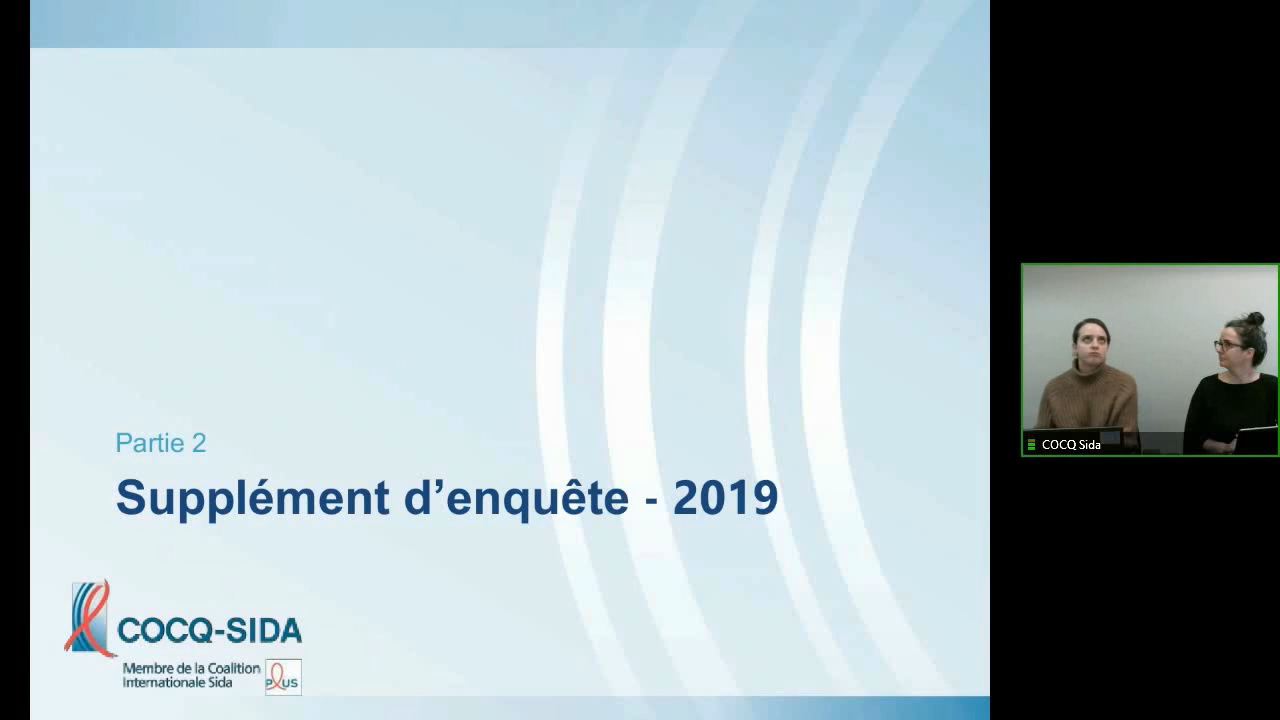 Partie 2
Supplément d’enquête - 2019
COCQ-SIDA
Membre de la Coalition
Internationale Sida
PLUS
COCQ Sida